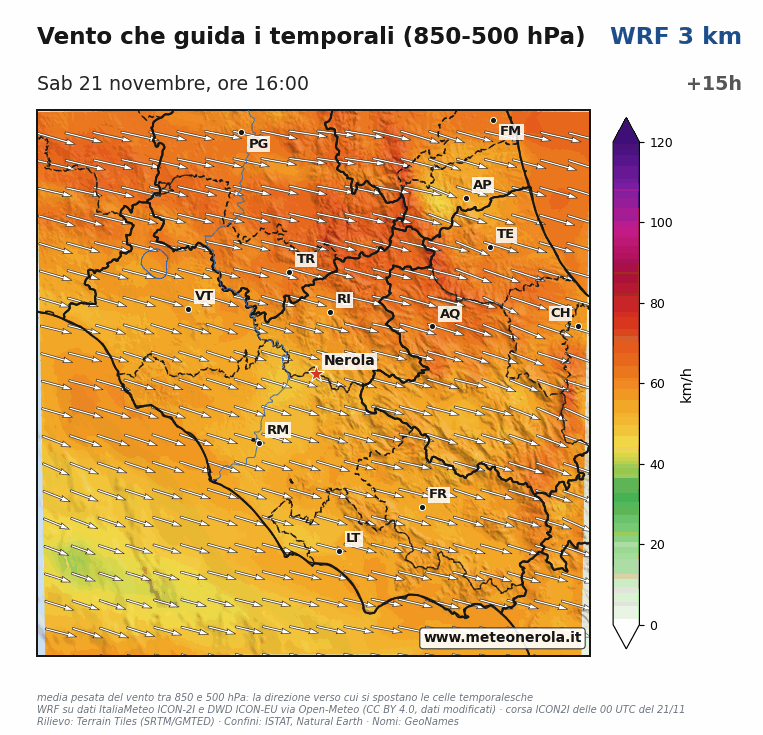 Vento che guida i temporali (850-500 hPa) WRF 3 km
Sab 21 novembre, ore 16:00 +15h
FM
PG
AP
TE
TR
VT
RI
AQ
CH
Nerola
RM
FR
LT
www.meteonerola.it
120
100
80
60
40
20
0
km/h
media pesata del vento tra 850 e 500 hPa: la direzione verso cui si spostano le celle temporalesche
WRF su dati ItaliaMeteo ICON-2I e DWD ICON-EU via Open-Meteo (CC BY 4.0, dati modificati) · corsa ICON2I delle 00 UTC del 21/11
Rilievo: Terrain Tiles (SRTM/GMTED) · Confini: ISTAT, Natural Earth · Nomi: GeoNames